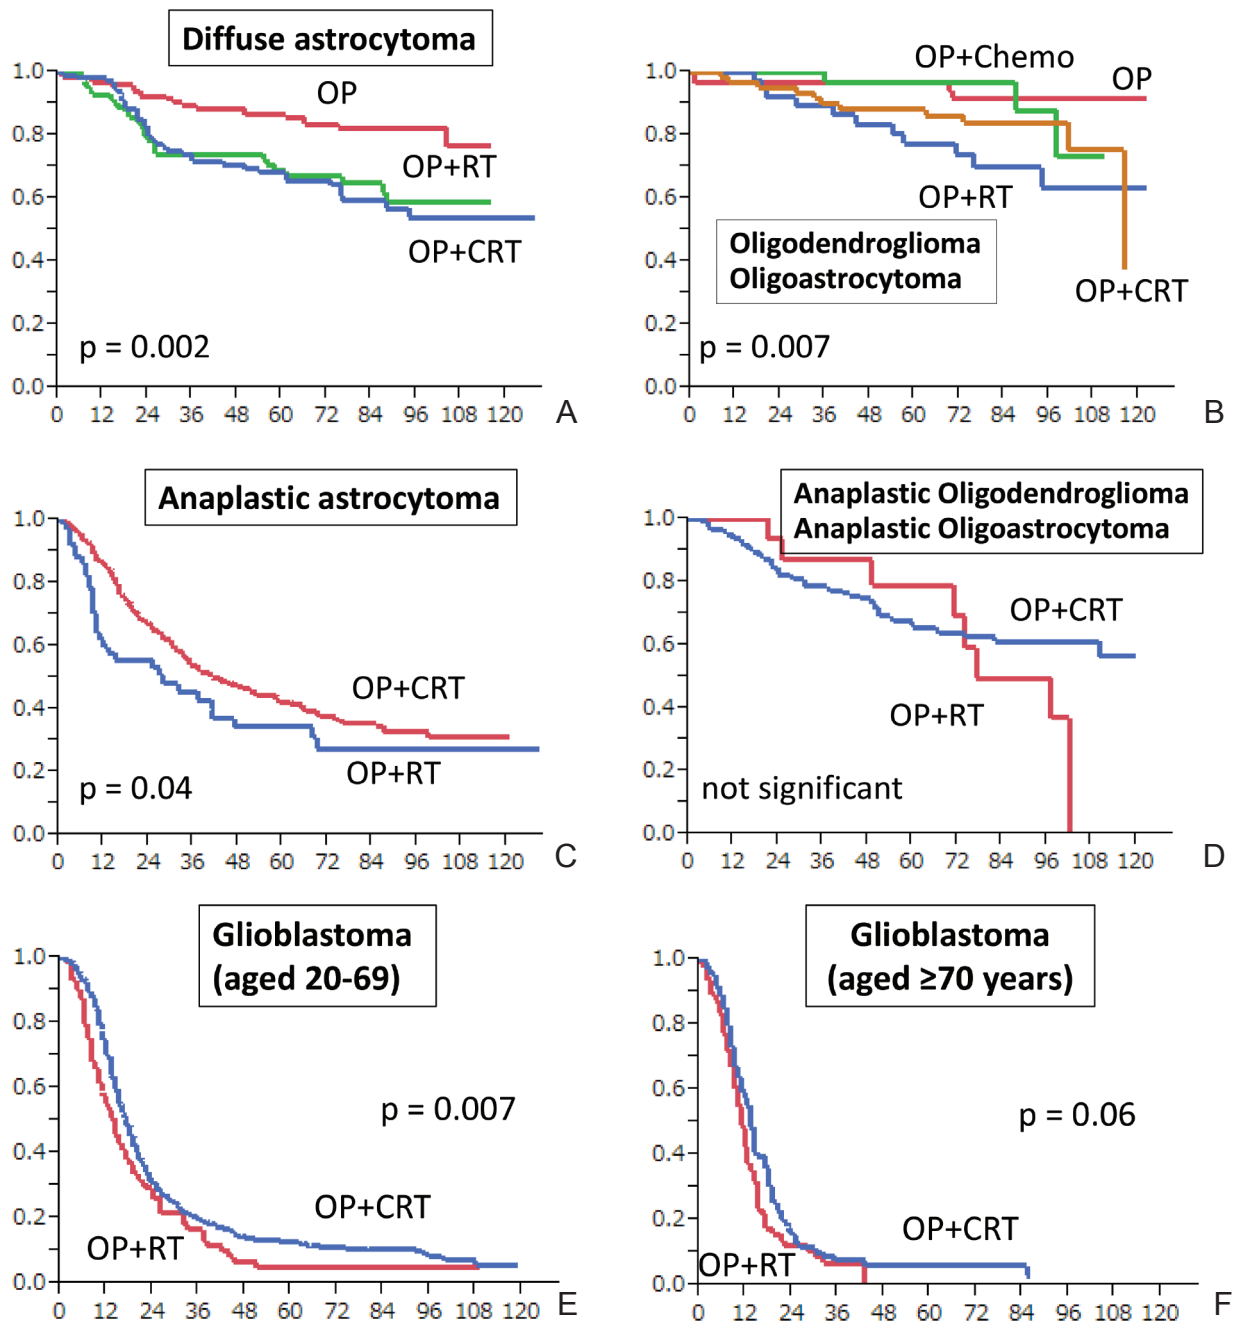 Diffuse astrocytoma
1.0
0.8
0.6
0.4
0.2
0.0
OP
OP+RT
OP+CRT
p = 0.002
0 12 24 36 48 60 72 84 96 108 120
A
1.0
0.8
0.6
0.4
0.2
0.0
OP+Chemo
OP
OP+RT
Oligodendroglioma
Oligoastrocytoma
OP+CRT
p = 0.007
0 12 24 36 48 60 72 84 96 108 120
B
Anaplastic astrocytoma
1.0
0.8
0.6
0.4
0.2
0.0
OP+CRT
OP+RT
p = 0.04
0 12 24 36 48 60 72 84 96 108 120
C
Anaplastic Oligodendroglioma
Anaplastic Oligoastrocytoma
1.0
0.8
0.6
0.4
0.2
0.0
OP+CRT
OP+RT
not significant
0 12 24 36 48 60 72 84 96 108 120
D
Glioblastoma
(aged 20-69)
1.0
0.8
0.6
0.4
0.2
0.0
p = 0.007
OP+CRT
OP+RT
0 12 24 36 48 60 72 84 96 108 120
E
Glioblastoma
(aged ≥70 years)
1.0
0.8
0.6
0.4
0.2
0.0
p = 0.06
OP+CRT
OP+RT
0 12 24 36 48 60 72 84 96 108 120
F